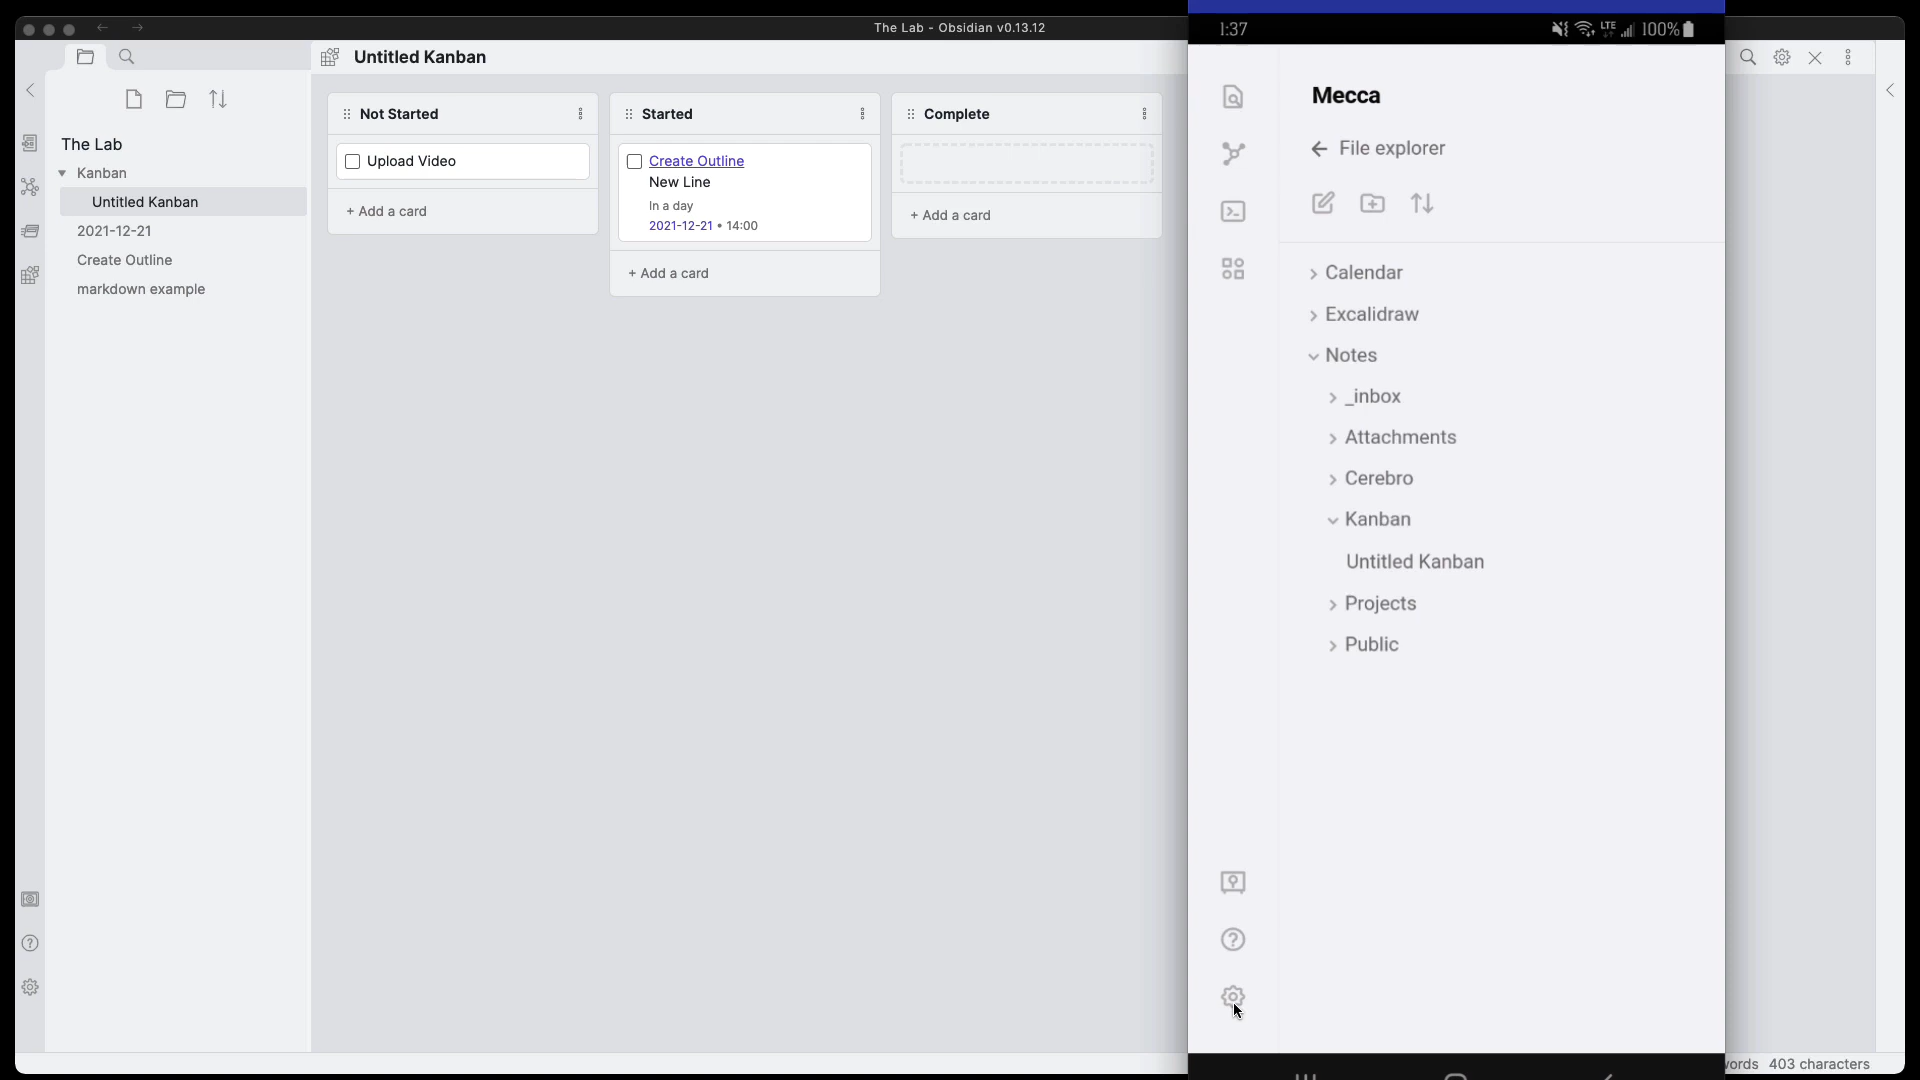 The Lab - Obsidian v0.13.12
Untitled Kanban
The Lab
Kanban
Untitled Kanban
2021-12-21
Create Outline
markdown example
Not Started
Upload Video
+ Add a card
Started
Create Outline
New Line
In a day
2021-12-21 • 14:00
+ Add a card
Complete
+ Add a card
1:37
LTE
100%
Mecca
File explorer
Calendar
Excalidraw
Notes
_inbox
Attachments
Cerebro
Kanban
Untitled Kanban
Projects
Public
403 characters